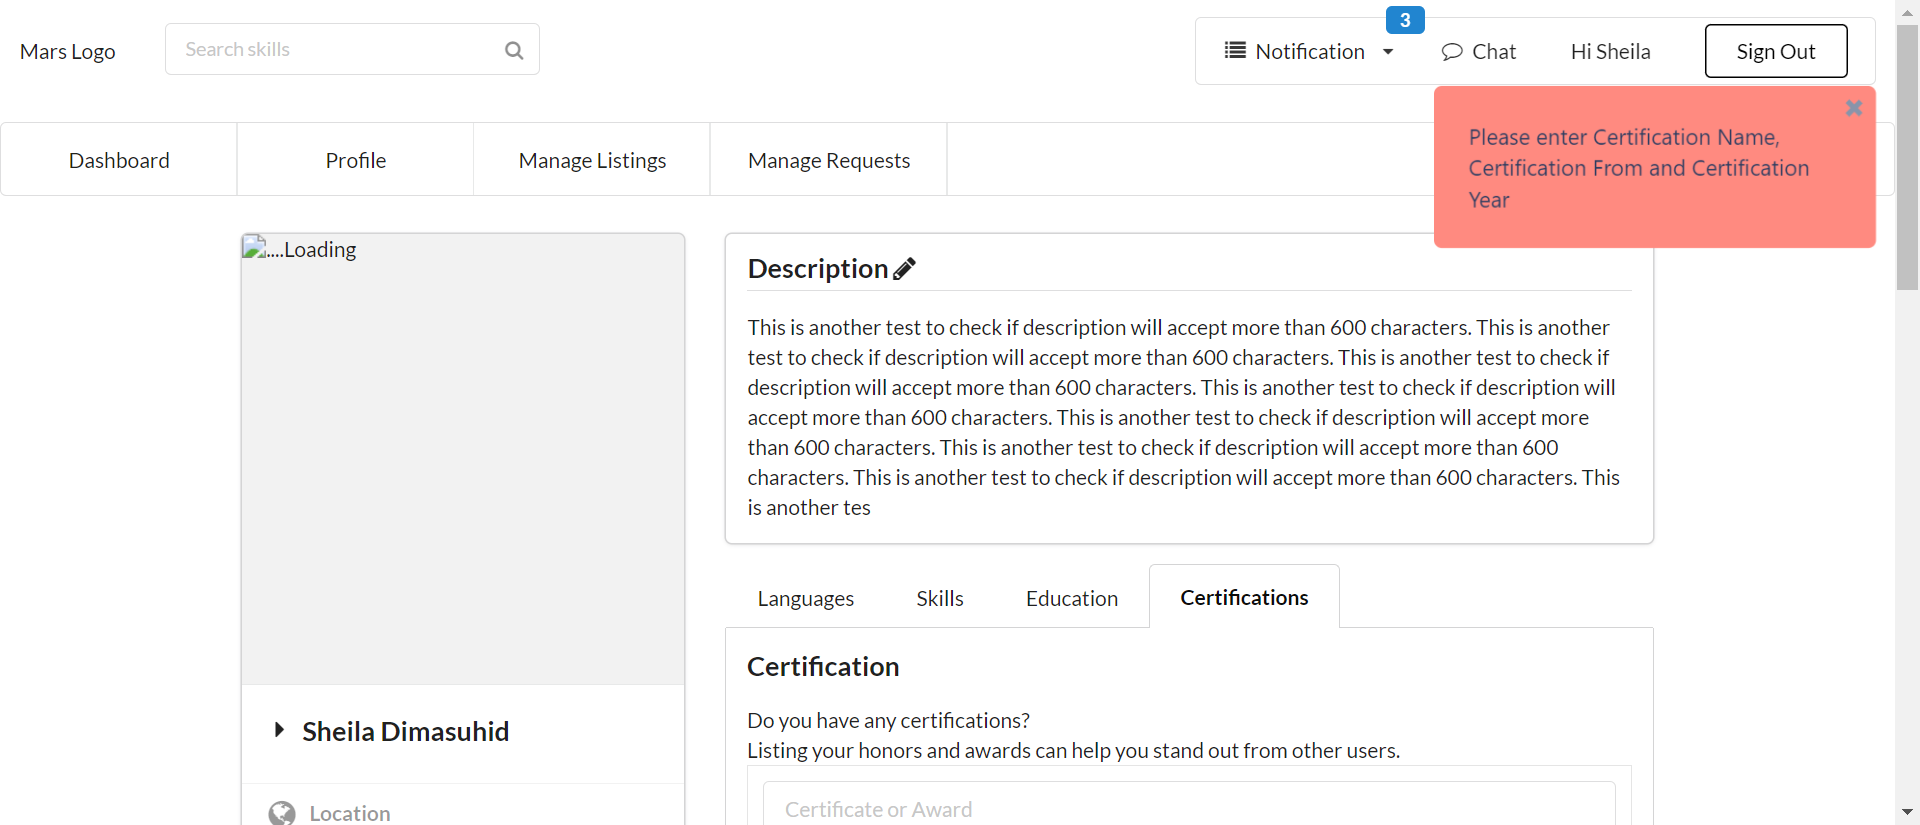 Mars Logo
Search skills
Notification
3
Chat
Hi Sheila
Sign Out
Please enter Certification Name,
Certification From and Certification
Year
Dashboard
Profile
Manage Listings
Manage Requests
....Loading
Sheila Dimasuhid
Location
Description
This is another test to check if description will accept more than 600 characters. This is another
test to check if description will accept more than 600 characters. This is another test to check if
description will accept more than 600 characters. This is another test to check if description will
accept more than 600 characters. This is another test to check if description will accept more
than 600 characters. This is another test to check if description will accept more than 600
characters. This is another test to check if description will accept more than 600 characters. This
is another tes
Languages
Skills
Education
Certifications
Certification
Do you have any certifications?
Listing your honors and awards can help you stand out from other users.
Certificate or Award